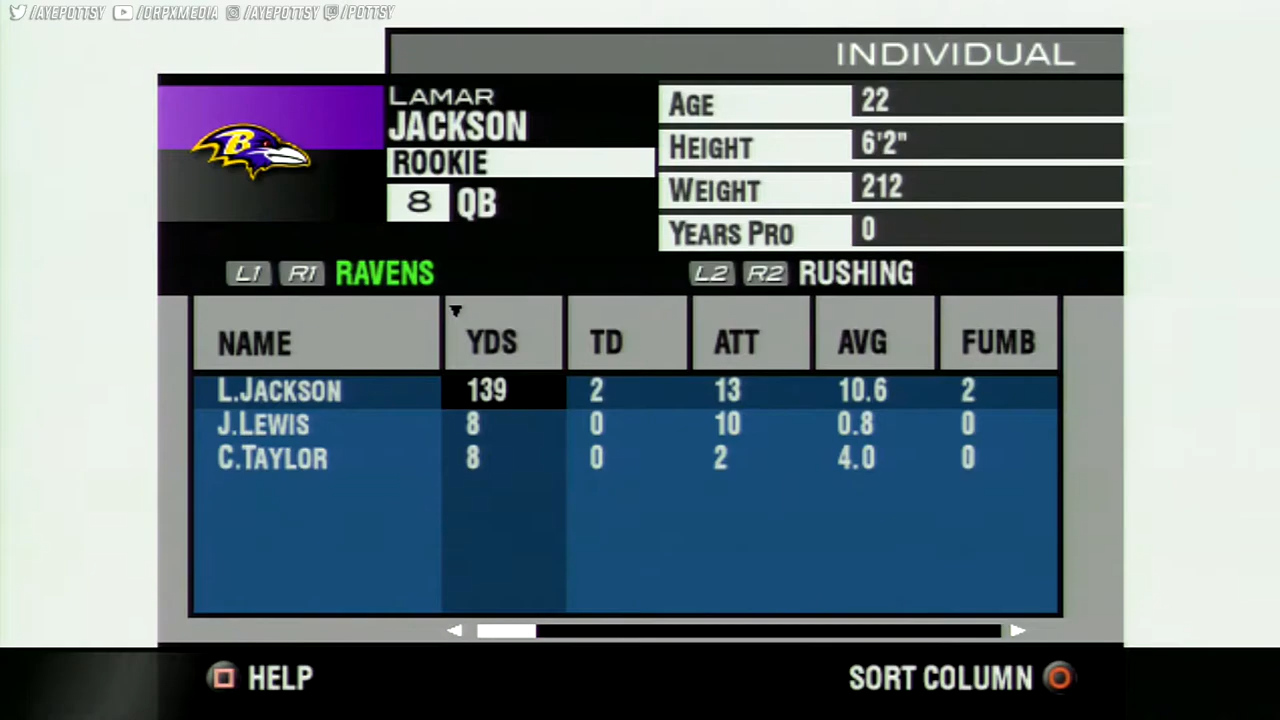 /AYEPOTTSY /DRPXMEDIA /AYEPOTTSY /POTTSY
INDIVIDUAL
B
LAMAR
JACKSON
ROOKIE
8 QB
AGE 22
HEIGHT 6'2"
WEIGHT 212
YEARS PRO 0
L1 R1 RAVENS L2 R2 RUSHING
NAME YDS TD ATT AVG FUMB
L.JACKSON 139 2 13 10.6 2
J.LEWIS 8 0 10 0.8 0
C.TAYLOR 8 0 2 4.0 0
HELP SORT COLUMN